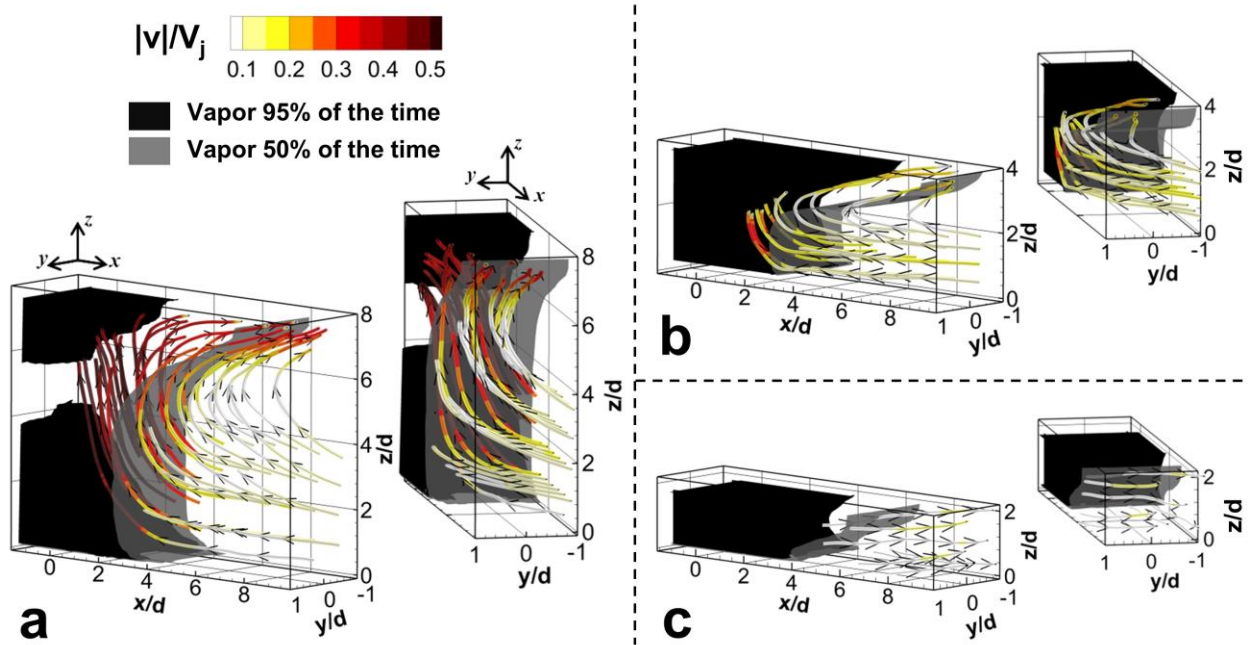 |v|/Vj
0.1 0.2 0.3 0.4 0.5
Vapor 95% of the time
Vapor 50% of the time
z
y x
8
6
4
2
0
z/d
0 2 4 6 8
x/d
1 0 -1
y/d
a
z
y
x
8
6
4
2
0
z/d
1 0 -1
y/d
4
2
0
z/d
0 2 4 6 8
x/d
1 0 -1
y/d
b
4
2
0
z/d
1 0 -1
y/d
2
0
z/d
0 2 4 6 8
x/d
1 0 -1
y/d
c
2
0
z/d
1 0 -1
y/d